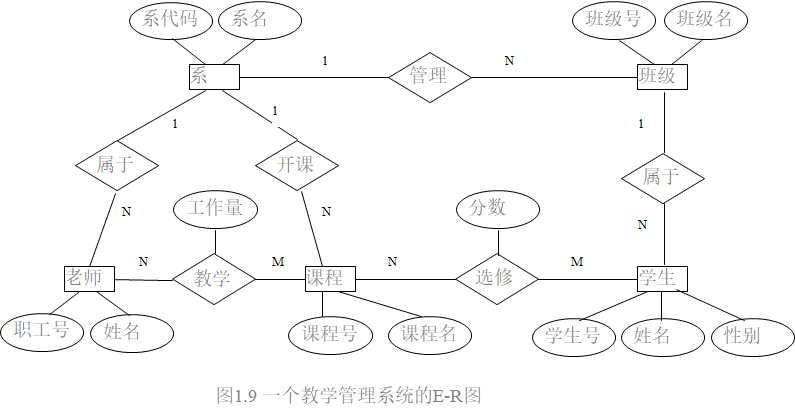 系代码 系名 班级号 班级名
系 1 管理 N 班级
1 1 1
属于 开课 属于
N 工作量 N 分数 N
老师 N 教学 M 课程 N 选修 M 学生
职工号 姓名 课程号 课程名 学生号 姓名 性别
图1.9 一个教学管理系统的E-R图